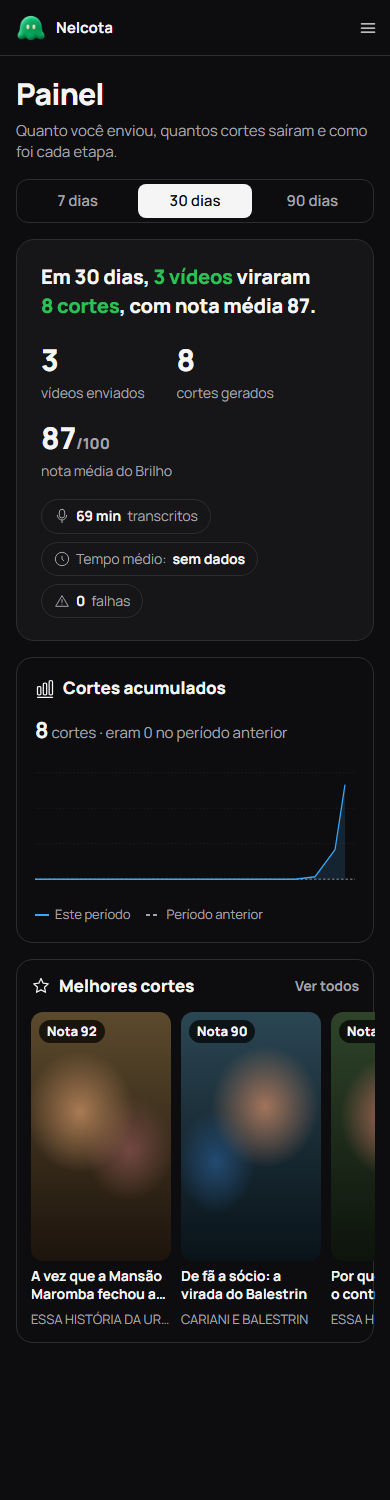 Nelcota
Painel
Quanto você enviou, quantos cortes saíram e como
foi cada etapa.
7 dias
30 dias
90 dias
Em 30 dias, 3 vídeos viraram
8 cortes, com nota média 87.
3
8
vídeos enviados
cortes gerados
87/100
nota média do Brilho
69 min transcritos
Tempo médio: sem dados
0 falhas
Cortes acumulados
8 cortes · eram 0 no período anterior
Este período
Período anterior
Melhores cortes
Ver todos
Nota 92
Nota 90
Nota
A vez que a Mansão
Maromba fechou a…
ESSA HISTÓRIA DA UR…
De fã a sócio: a
virada do Balestrin
CARIANI E BALESTRIN
Por
o
ESSA